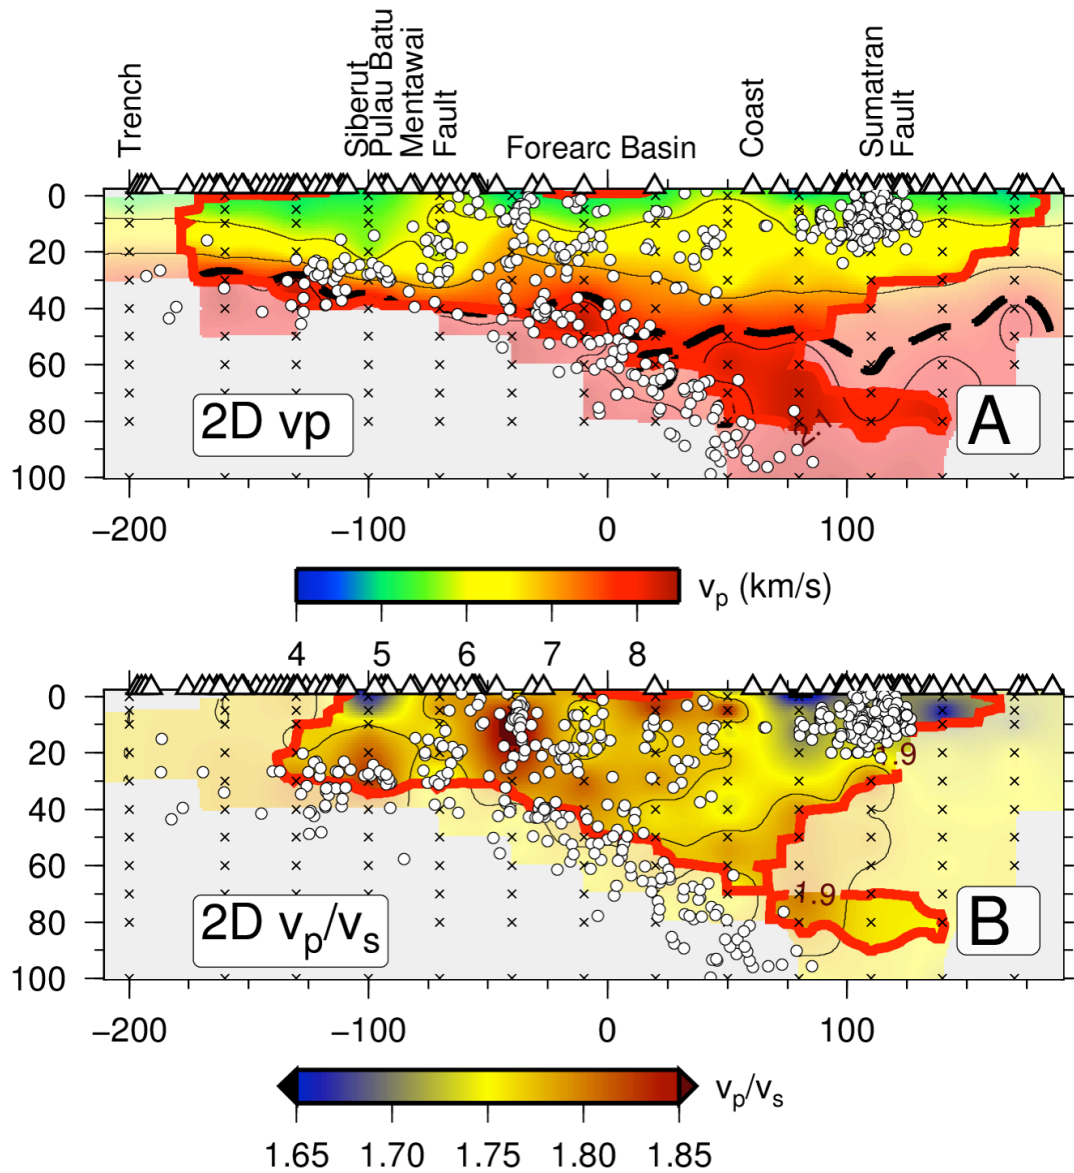 Trench
Siberut
Pulau Batu
Mentawai
Fault
Forearc Basin
Coast
Sumatran
Fault
0
20
40
60
80
100
2D vp
A
2.1
−200
−100
0
100
vp (km/s)
4 5 6 7 8
0
20
40
60
80
100
1.9
1.9
2D vp/vs
B
−200
−100
0
100
vp/vs
1.65 1.70 1.75 1.80 1.85